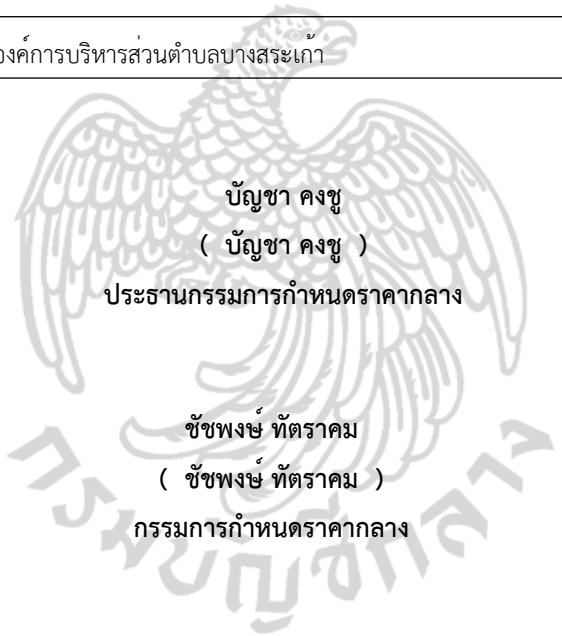 องค์การบริหารส่วนตำบลบางสระเก้า
บัญชา คงชู
( บัญชา คงชู )
ประธานกรรมการกำหนดราคากลาง
ชัชพงษ์ ทัตราคม
( ชัชพงษ์ ทัตราคม )
กรรมการกำหนดราคากลาง
กรมบัญชีกลาง